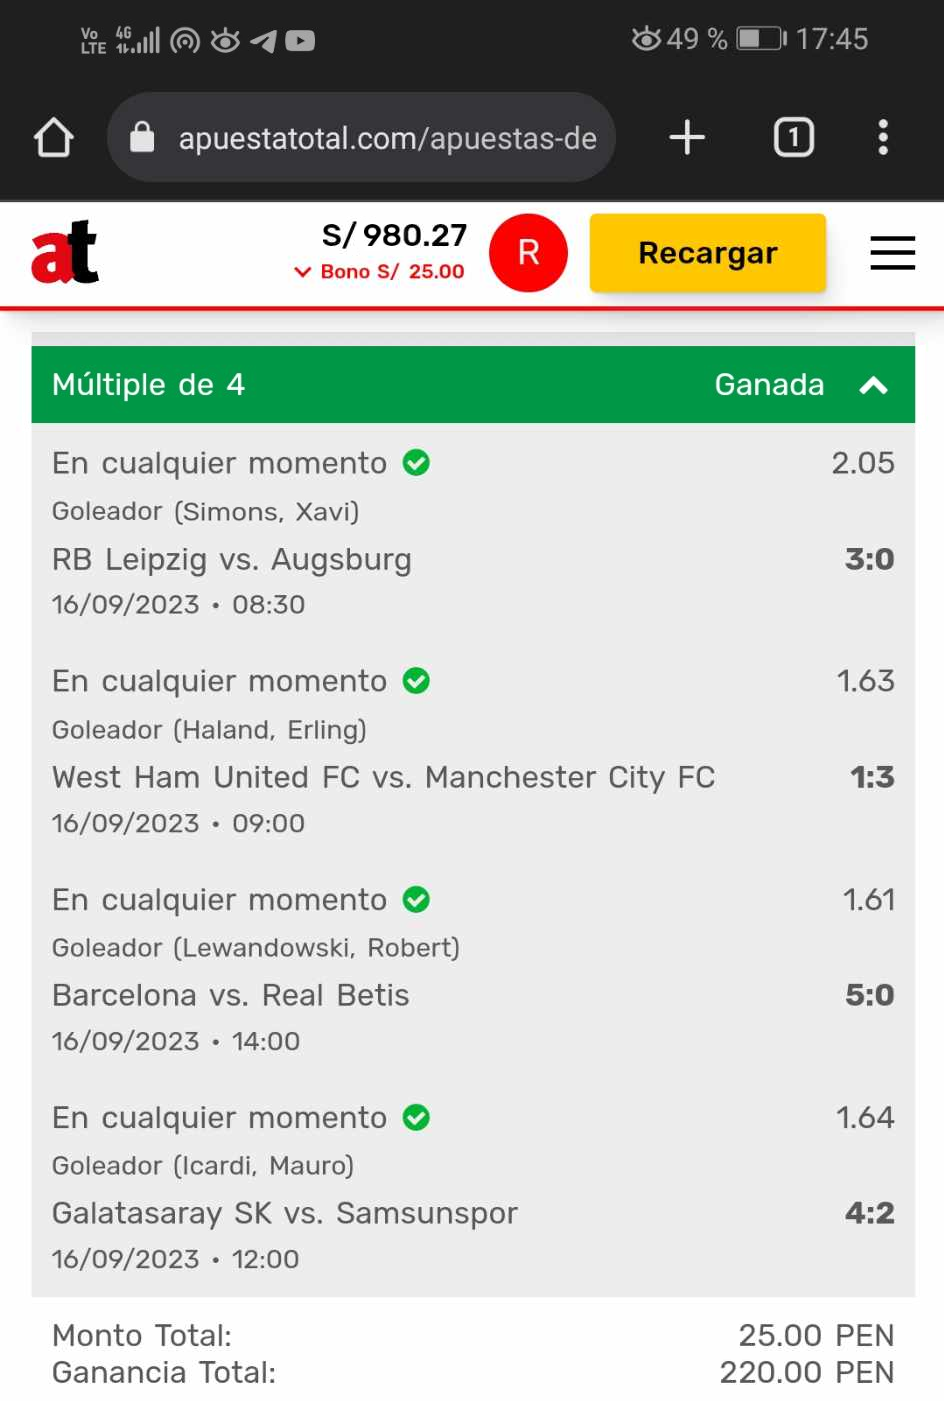 Vo LTE 4G 49 % 17:45
apuestatotal.com/apuestas-de 1
at S/ 980.27 R Recargar
Bono S/ 25.00
Múltiple de 4 Ganada
En cualquier momento 2.05
Goleador (Simons, Xavi)
RB Leipzig vs. Augsburg 3:0
16/09/2023 • 08:30
En cualquier momento 1.63
Goleador (Haland, Erling)
West Ham United FC vs. Manchester City FC 1:3
16/09/2023 • 09:00
En cualquier momento 1.61
Goleador (Lewandowski, Robert)
Barcelona vs. Real Betis 5:0
16/09/2023 • 14:00
En cualquier momento 1.64
Goleador (Icardi, Mauro)
Galatasaray SK vs. Samsunspor 4:2
16/09/2023 • 12:00
Monto Total: 25.00 PEN
Ganancia Total: 220.00 PEN